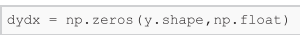 dydx = np.zeros(y.shape,np.float)